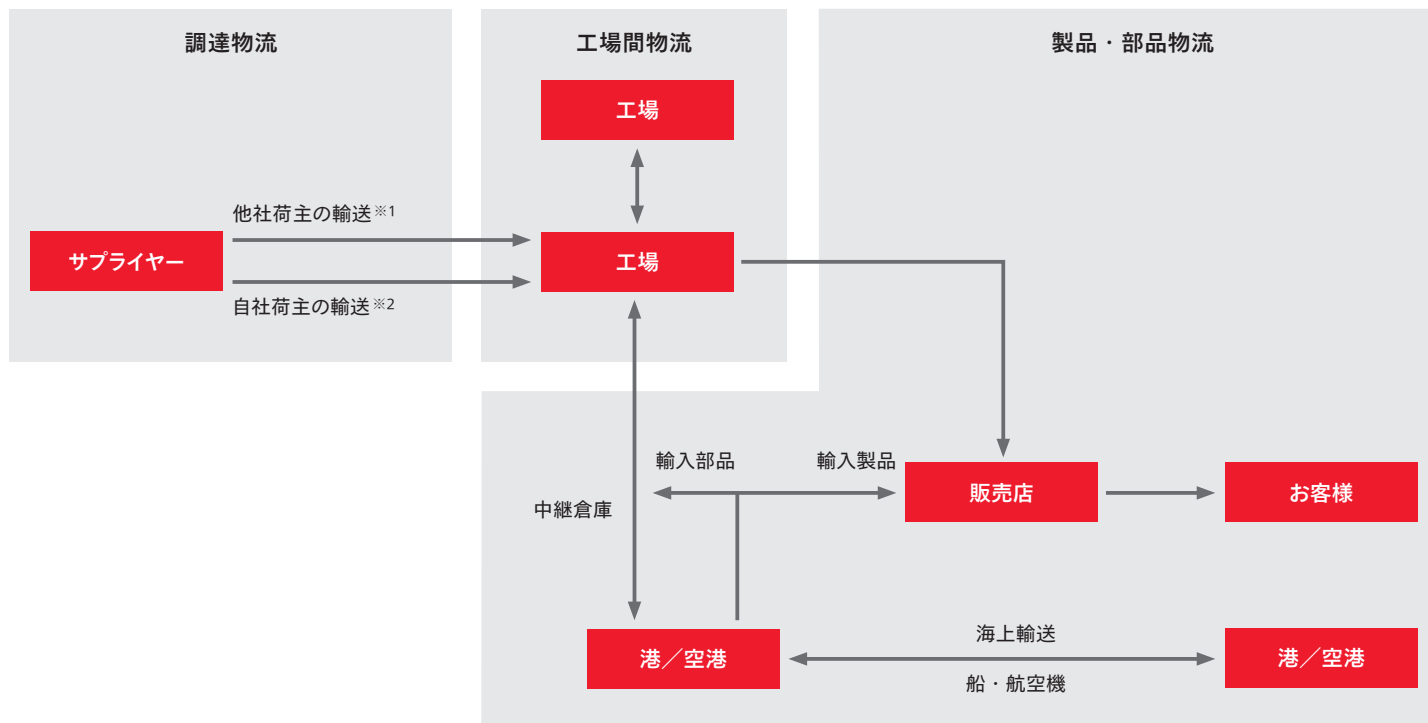 調達物流
工場間物流
製品・部品物流
工場
他社荷主の輸送※1
サプライヤー
工場
自社荷主の輸送※2
輸入部品
輸入製品
中継倉庫
販売店
お客様
港／空港
海上輸送
船・航空機
港／空港